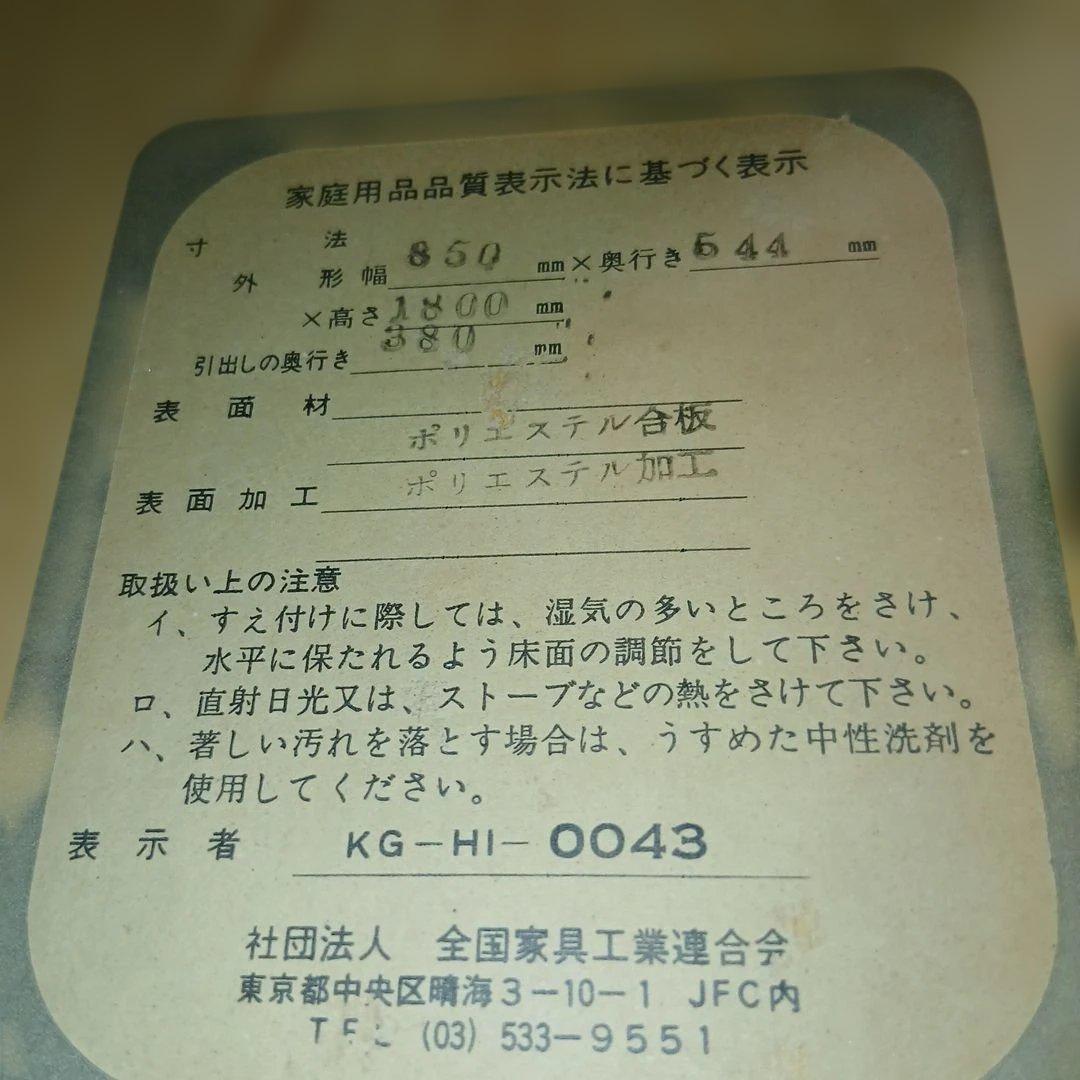 家庭用品品質表示法に基づく表示
寸法
外形幅 850 mm×奥行き 544 mm
×高さ 1800 mm
引出しの奥行き 380 mm
表面材
ポリエステル合板
表面加工 ポリエステル加工
取扱い上の注意
イ、すえ付けに際しては、湿気の多いところをさけ、
水平に保たれるよう床面の調節をして下さい。
ロ、直射日光又は、ストーブなどの熱をさけて下さい。
ハ、著しい汚れを落とす場合は、うすめた中性洗剤を
使用してください。
表示者 KG-HI-0043
社団法人 全国家具工業連合会
東京都中央区晴海3-10-1 JFC内
TEL (03) 533-9551